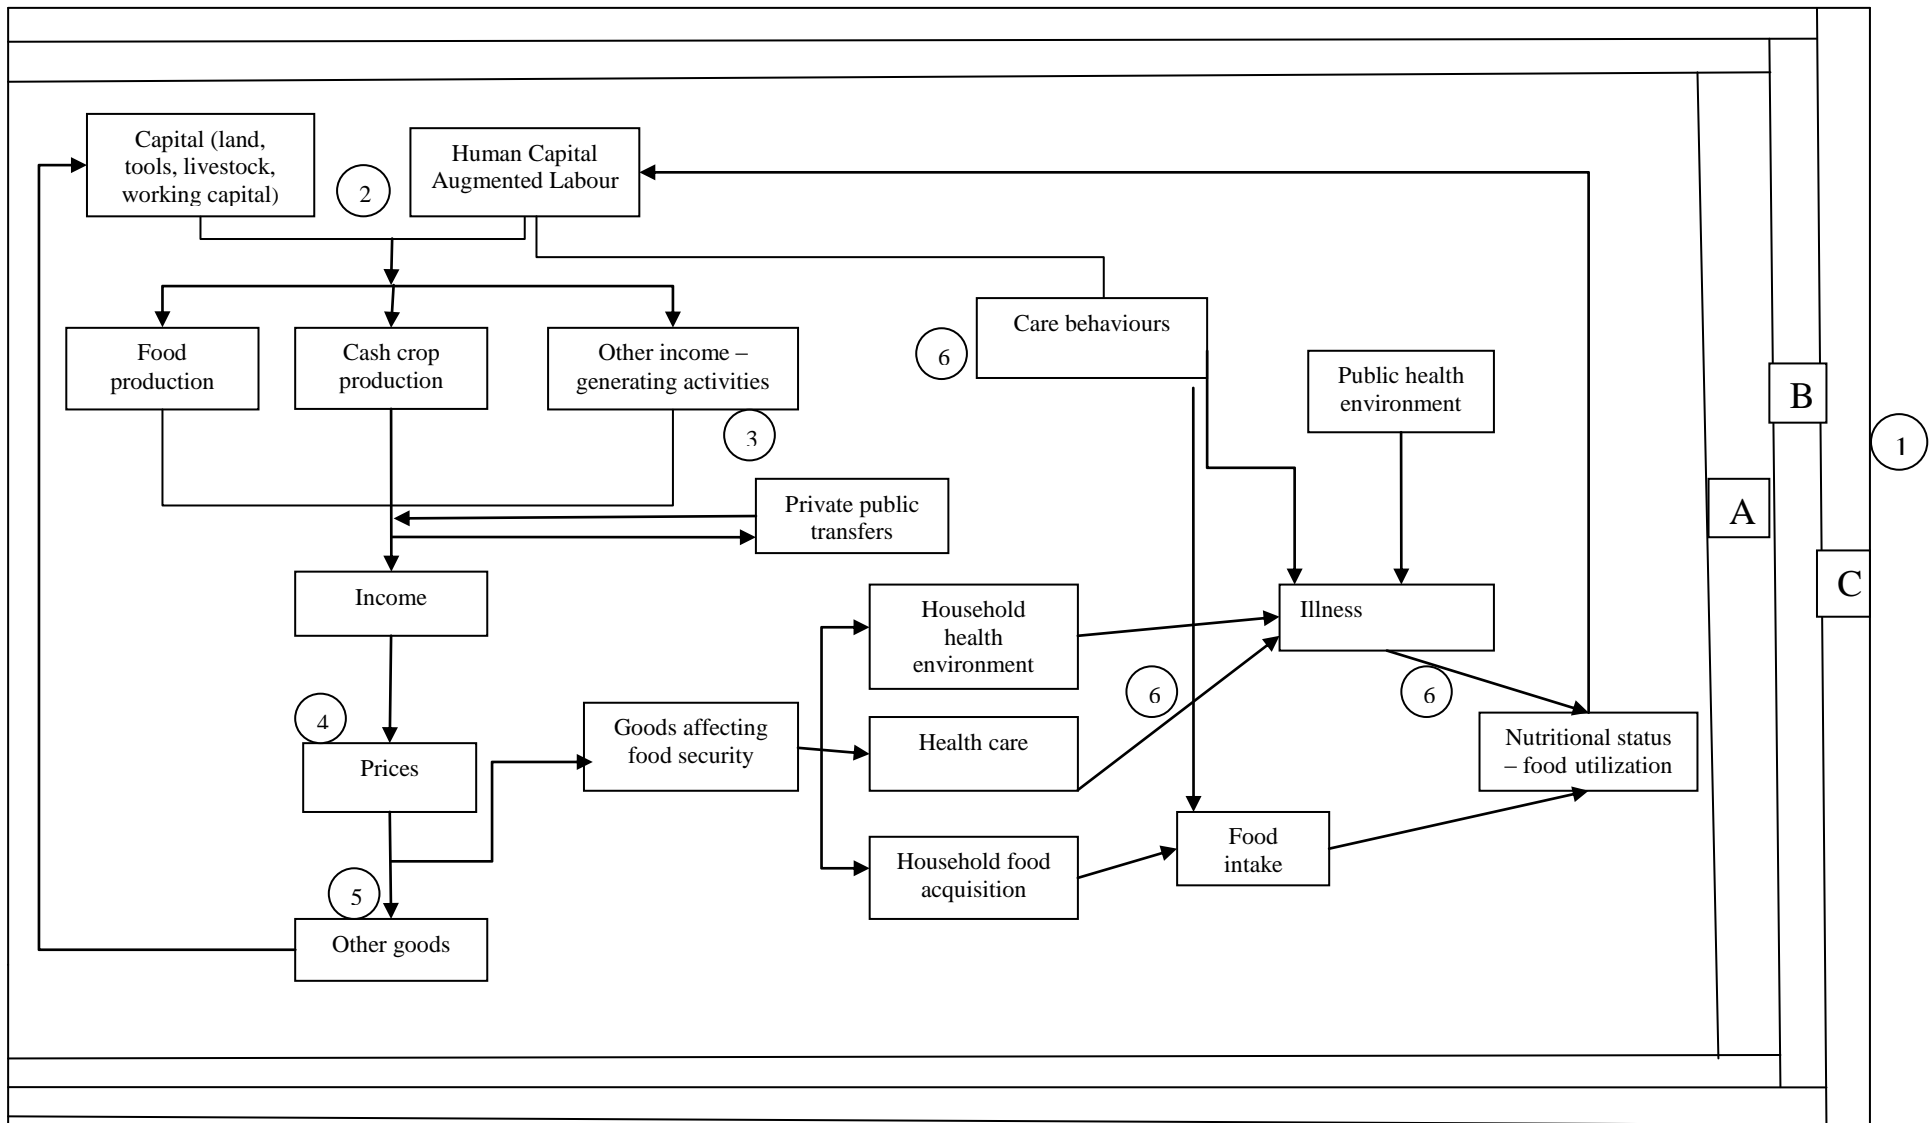 Capital (land,
tools, livestock,
working capital)
2
Human Capital
Augmented Labour
Food
production
Cash crop
production
Other income –
generating activities
3
Care behaviours
6
Public health
environment
B
1
A
Private public
transfers
C
Income
Household
health
environment
Illness
4
Prices
Goods affecting
food security
Health care
6
6
Nutritional status
– food utilization
Household food
acquisition
Food
intake
5
Other goods